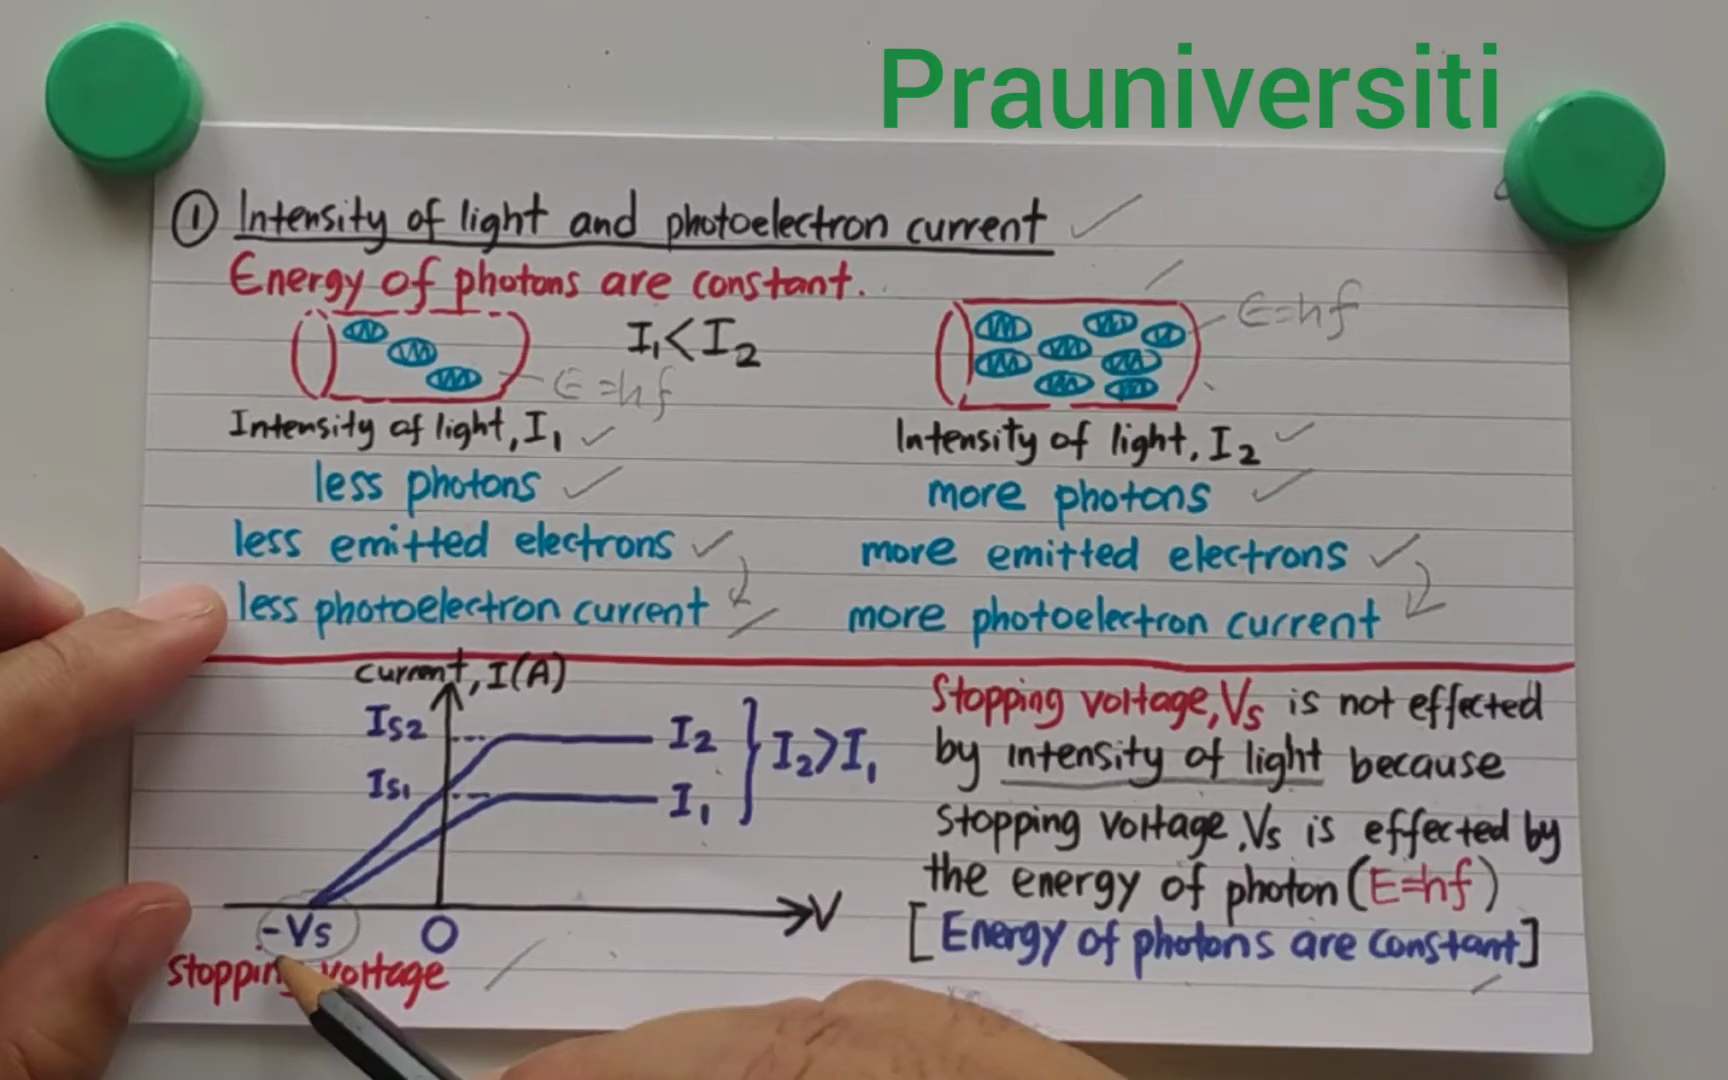 Prauniversiti
① Intensity of light and photoelectron current
Energy of photons are constant.
I₁<I₂
E=hf
E=hf
Intensity of light, I₁
less photons
less emitted electrons
less photoelectron current
Intensity of light, I₂
more photons
more emitted electrons
more photoelectron current
Current, I(A)
Is2
I₂
Is1
I₁
I₂>I₁
V
-Vs
O
stopping voltage
Stopping voltage, Vs is not effected
by intensity of light because
stopping voltage, Vs is effected by
the energy of photon (E=hf)
[Energy of photons are constant]